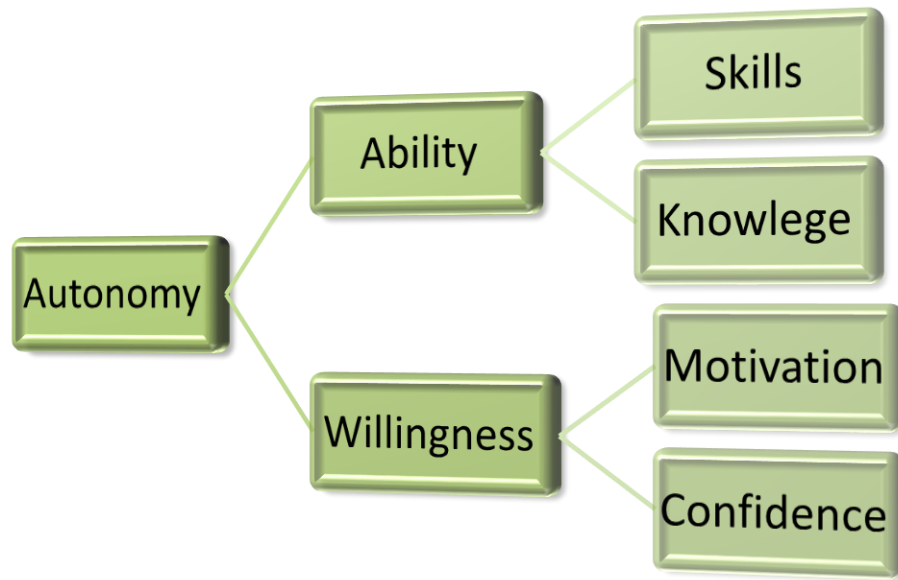 Autonomy
Ability
Skills
Knowlege
Willingness
Motivation
Confidence